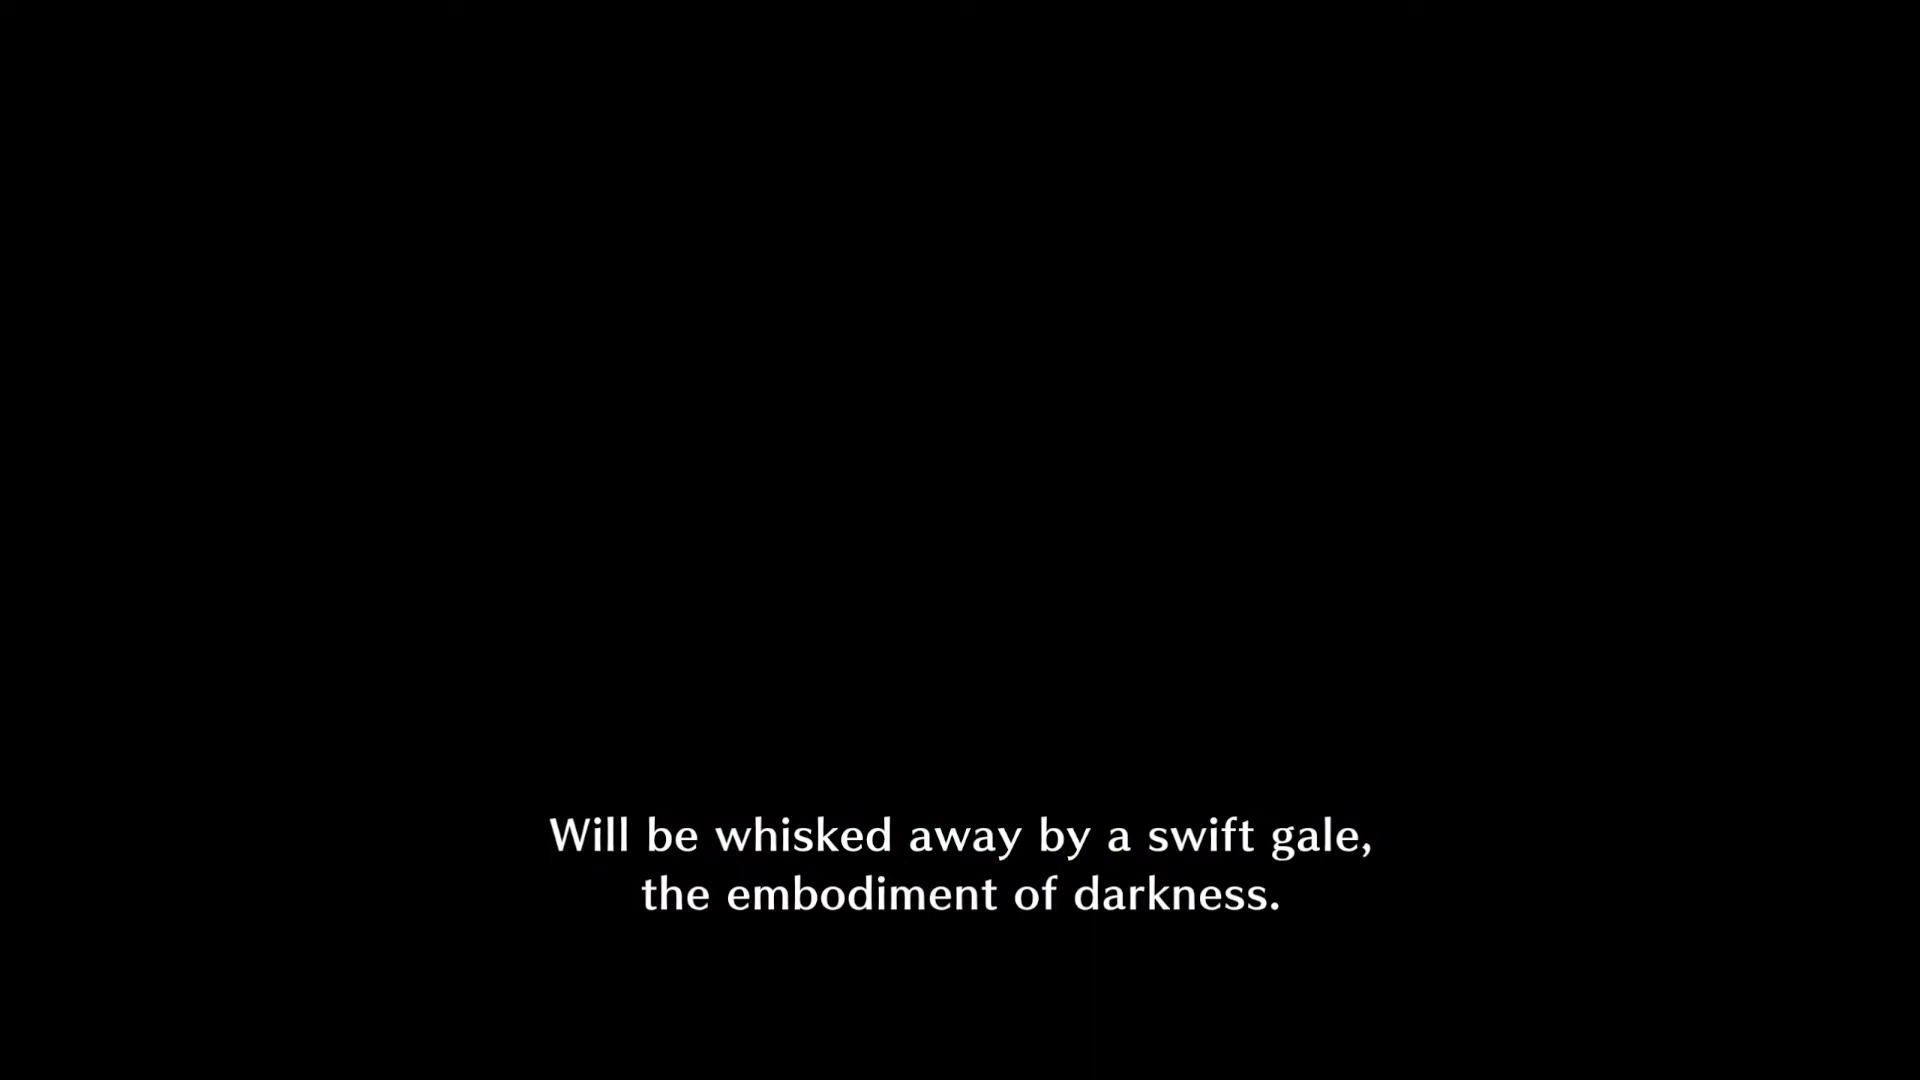 Will be whisked away by a swift gale,
the embodiment of darkness.